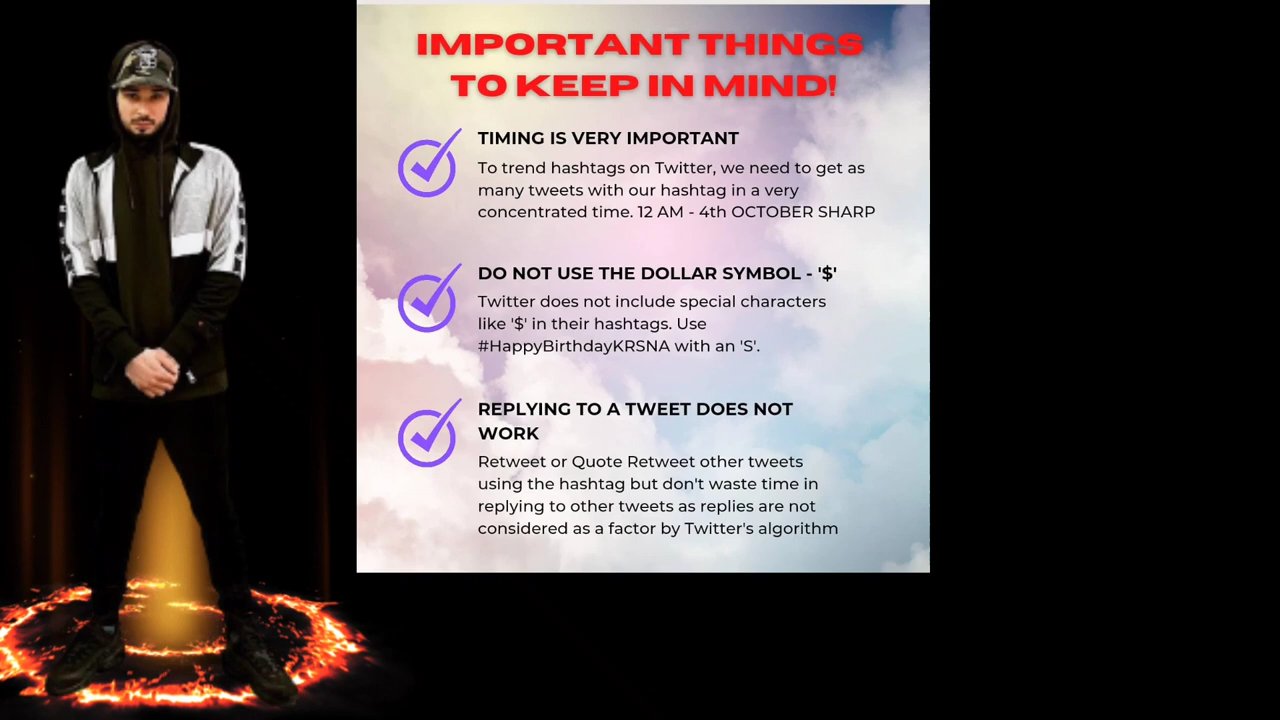 IMPORTANT THINGS
TO KEEP IN MIND!
TIMING IS VERY IMPORTANT
To trend hashtags on Twitter, we need to get as
many tweets with our hashtag in a very
concentrated time. 12 AM - 4th OCTOBER SHARP
DO NOT USE THE DOLLAR SYMBOL - '$'
Twitter does not include special characters
like '$' in their hashtags. Use
#HappyBirthdayKRSNA with an 'S'.
REPLYING TO A TWEET DOES NOT
WORK
Retweet or Quote Retweet other tweets
using the hashtag but don't waste time in
replying to other tweets as replies are not
considered as a factor by Twitter's algorithm